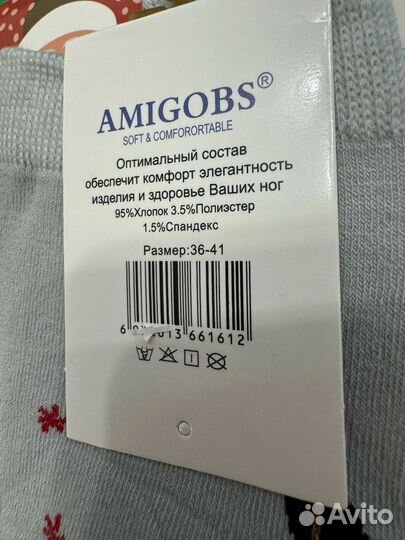 AMIGOBS®
SOFT & COMFORORTABLE
Оптимальный состав
обеспечит комфорт элегантность
изделия и здоровье Ваших ног
95%Хлопок 3.5%Полиэстер
1.5%Спандекс
Размер:36-41
661612
Avito